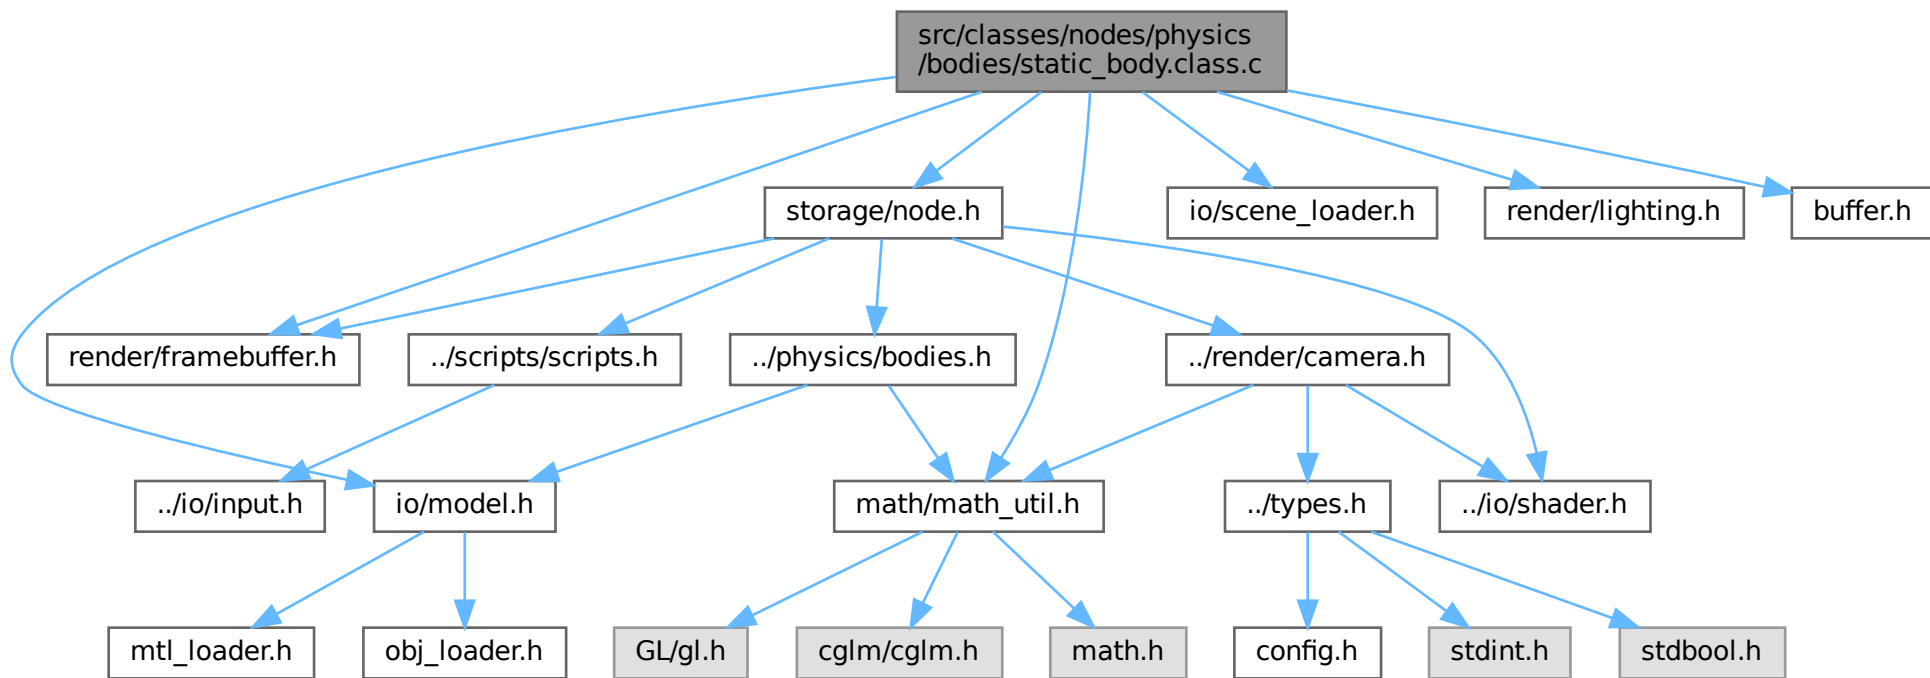 src/classes/nodes/physics
/bodies/static_body.class.c
storage/node.h
io/scene_loader.h
render/lighting.h
buffer.h
render/framebuffer.h
../scripts/scripts.h
../physics/bodies.h
../render/camera.h
../io/input.h
io/model.h
math/math_util.h
../types.h
../io/shader.h
mtl_loader.h
obj_loader.h
GL/gl.h
cglm/cglm.h
math.h
config.h
stdint.h
stdbool.h